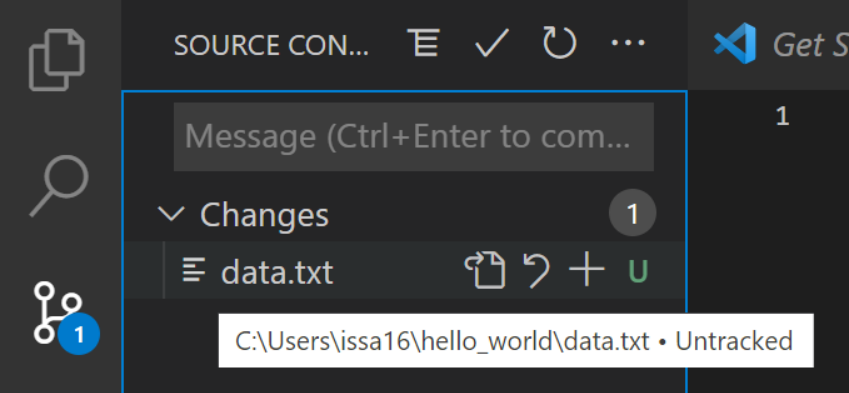 SOURCE CON...
Get S
Message (Ctrl+Enter to com...
1
Changes
1
data.txt
U
1
C:\Users\issa16\hello_world\data.txt • Untracked